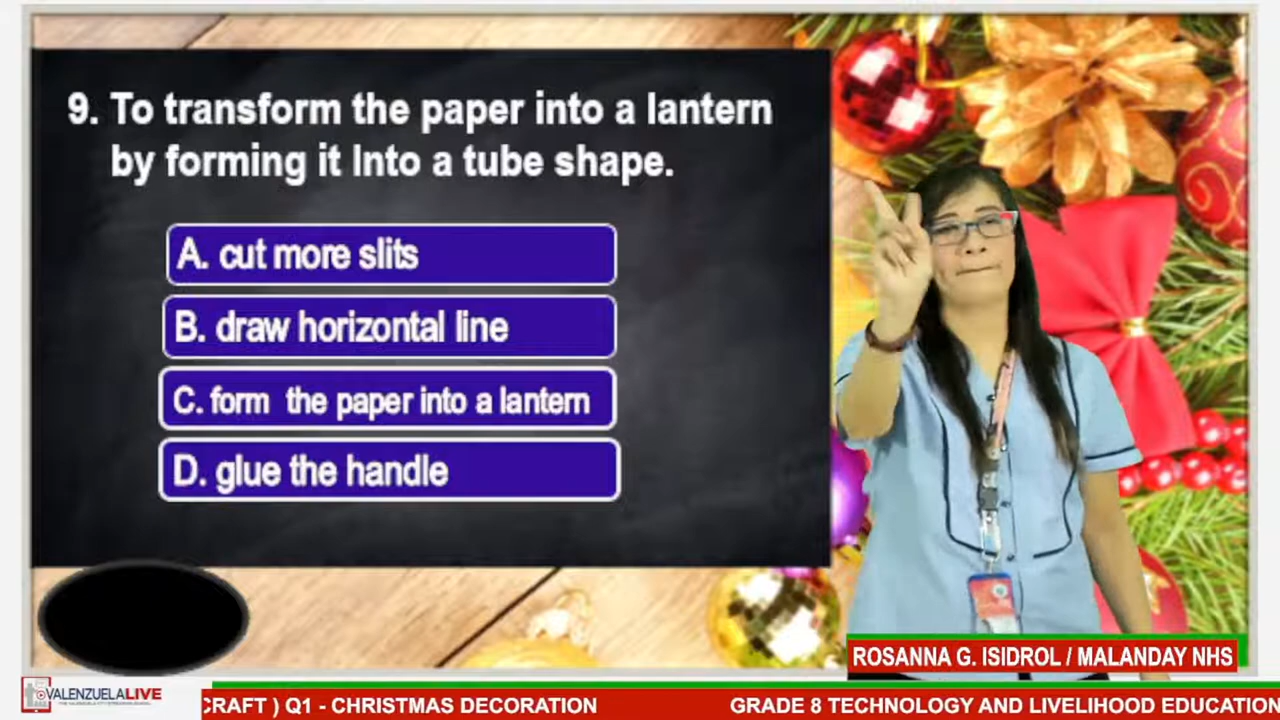 9. To transform the paper into a lantern
by forming it Into a tube shape.
A. cut more slits
B. draw horizontal line
C. form the paper into a lantern
D. glue the handle
ROSANNA G. ISIDROL / MALANDAY NHS
VALENZUELALIVE
CRAFT ) Q1 - CHRISTMAS DECORATION
GRADE 8 TECHNOLOGY AND LIVELIHOOD EDUCATION